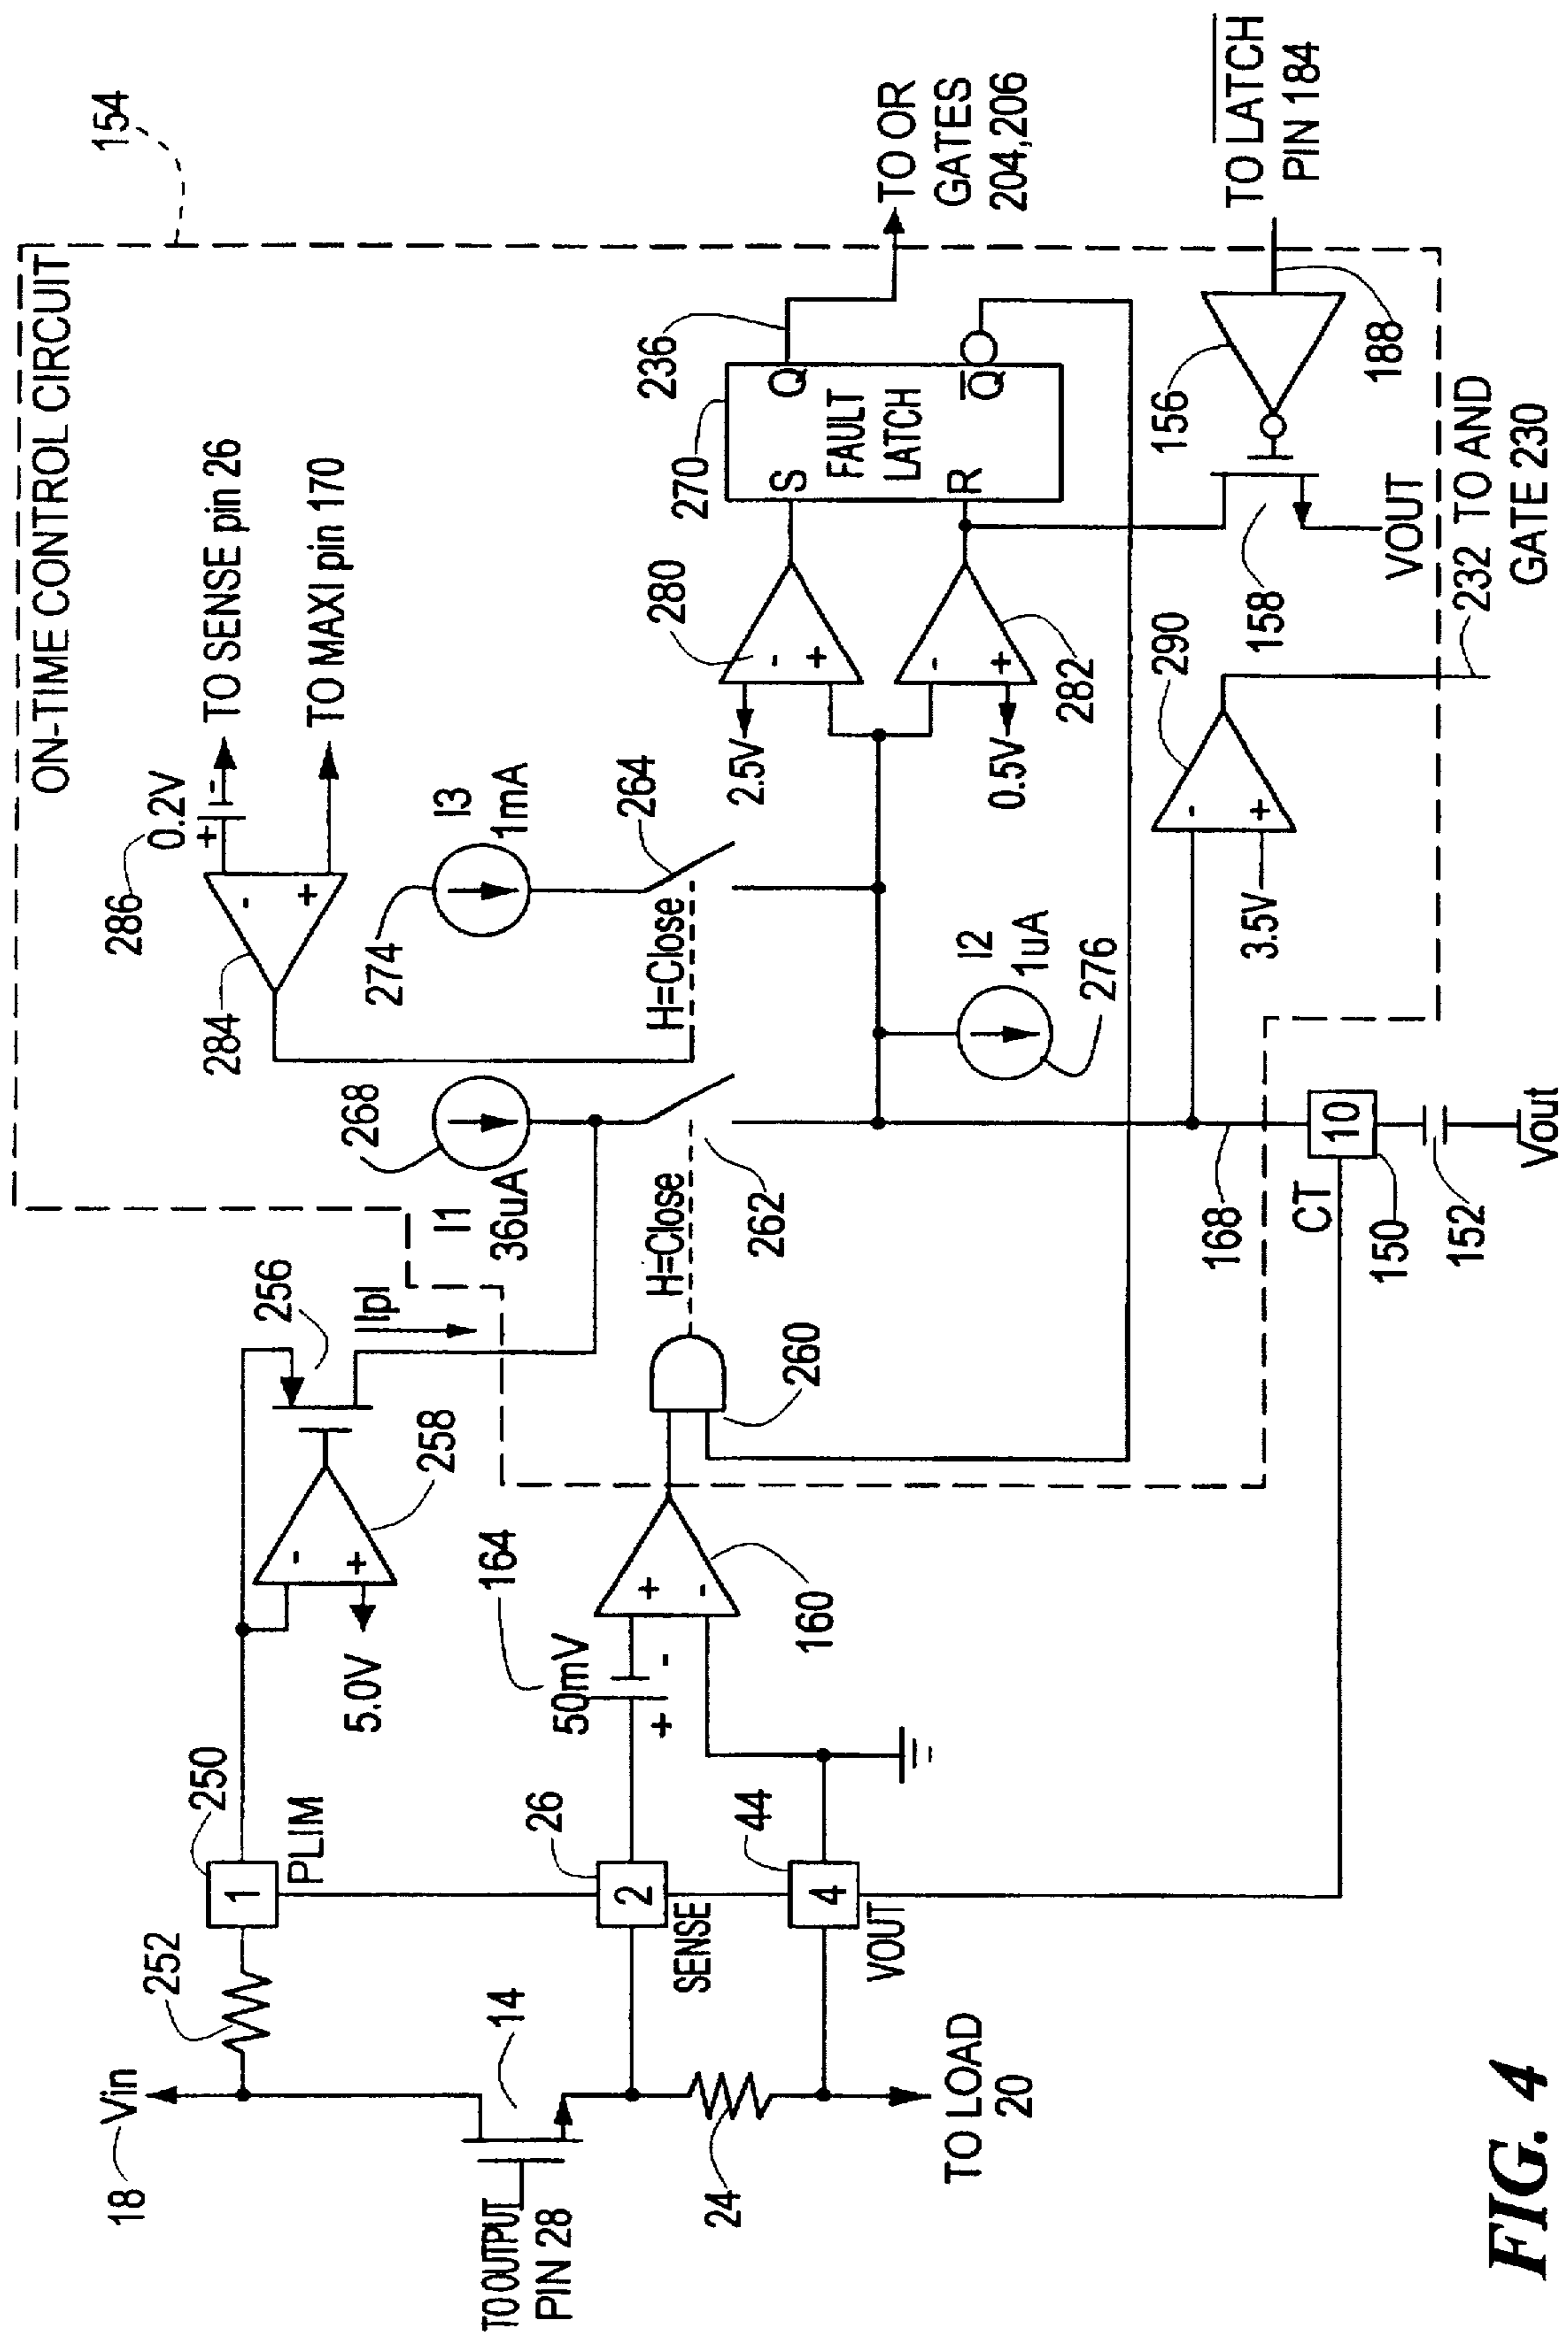 ON-TIME CONTROL CIRCUIT
154
286
0.2V
+
-
TO SENSE pin 26
TO MAXI pin 170
-
+
284
274
I3
1mA
264
H=Close
268
I1
36uA
262
H=Close
I2
1uA
276
280
2.5V
-
+
282
0.5V
-
+
270
S
Q
FAULT
LATCH
R
Q
236
TO OR
GATES
204,206
TO LATCH
PIN 184
156
188
158
VOUT
290
-
+
3.5V
232 TO AND
GATE 230
168
CT
10
150
152
Vout
18
Vin
252
250
1
PLIM
5.0V
-
+
258
256
Ipl
TO OUTPUT
PIN 28
14
26
2
SENSE
164
50mV
+
-
+
-
160
260
24
44
4
VOUT
TO LOAD
20
FIG. 4